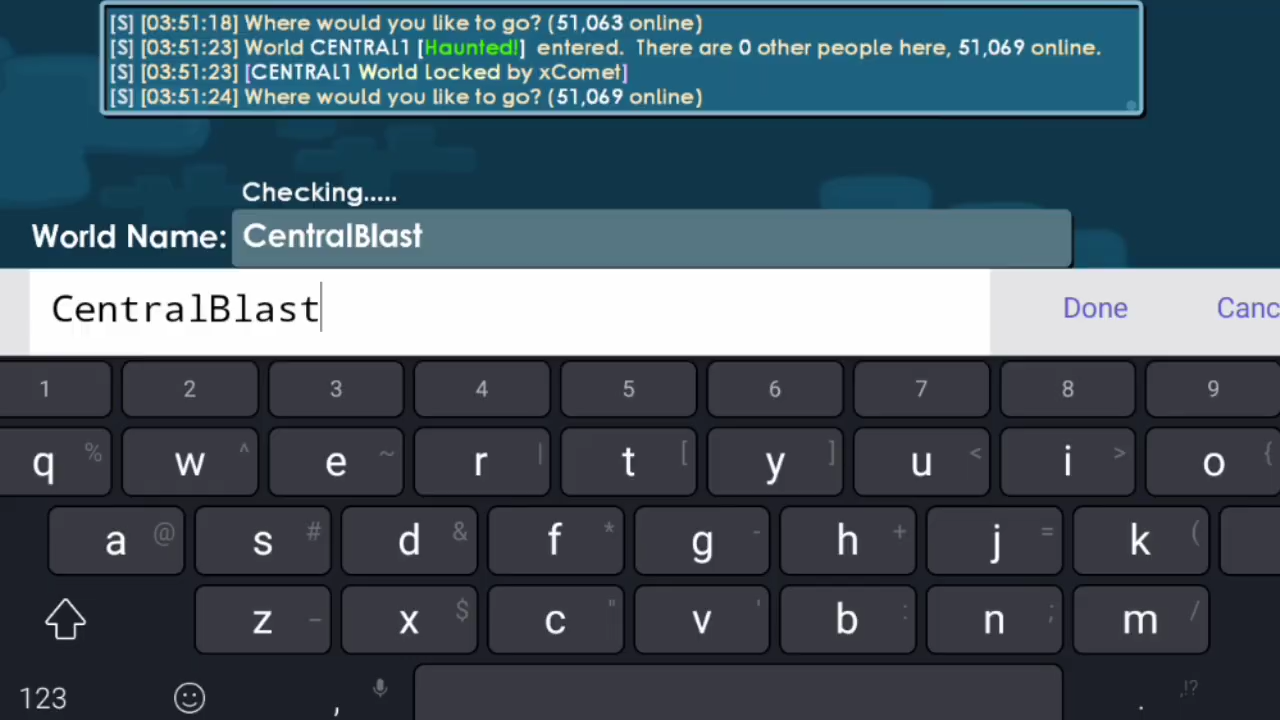 [S] [03:51:18] Where would you like to go? (51,063 online)
[S] [03:51:23] World CENTRAL1 [Haunted!] entered. There are 0 other people here, 51,069 online.
[S] [03:51:23] [CENTRAL1 World Locked by xComet]
[S] [03:51:24] Where would you like to go? (51,069 online)
Checking.....
World Name: CentralBlast
CentralBlast Done Canc
1 2 3 4 5 6 7 8 9
q % w ^ e ~ r | t [ y ] u < i > o {
a @ s # d & f * g - h + j = k (
z _ x $ c " v ' b : n ; m /
123 , . ,!?